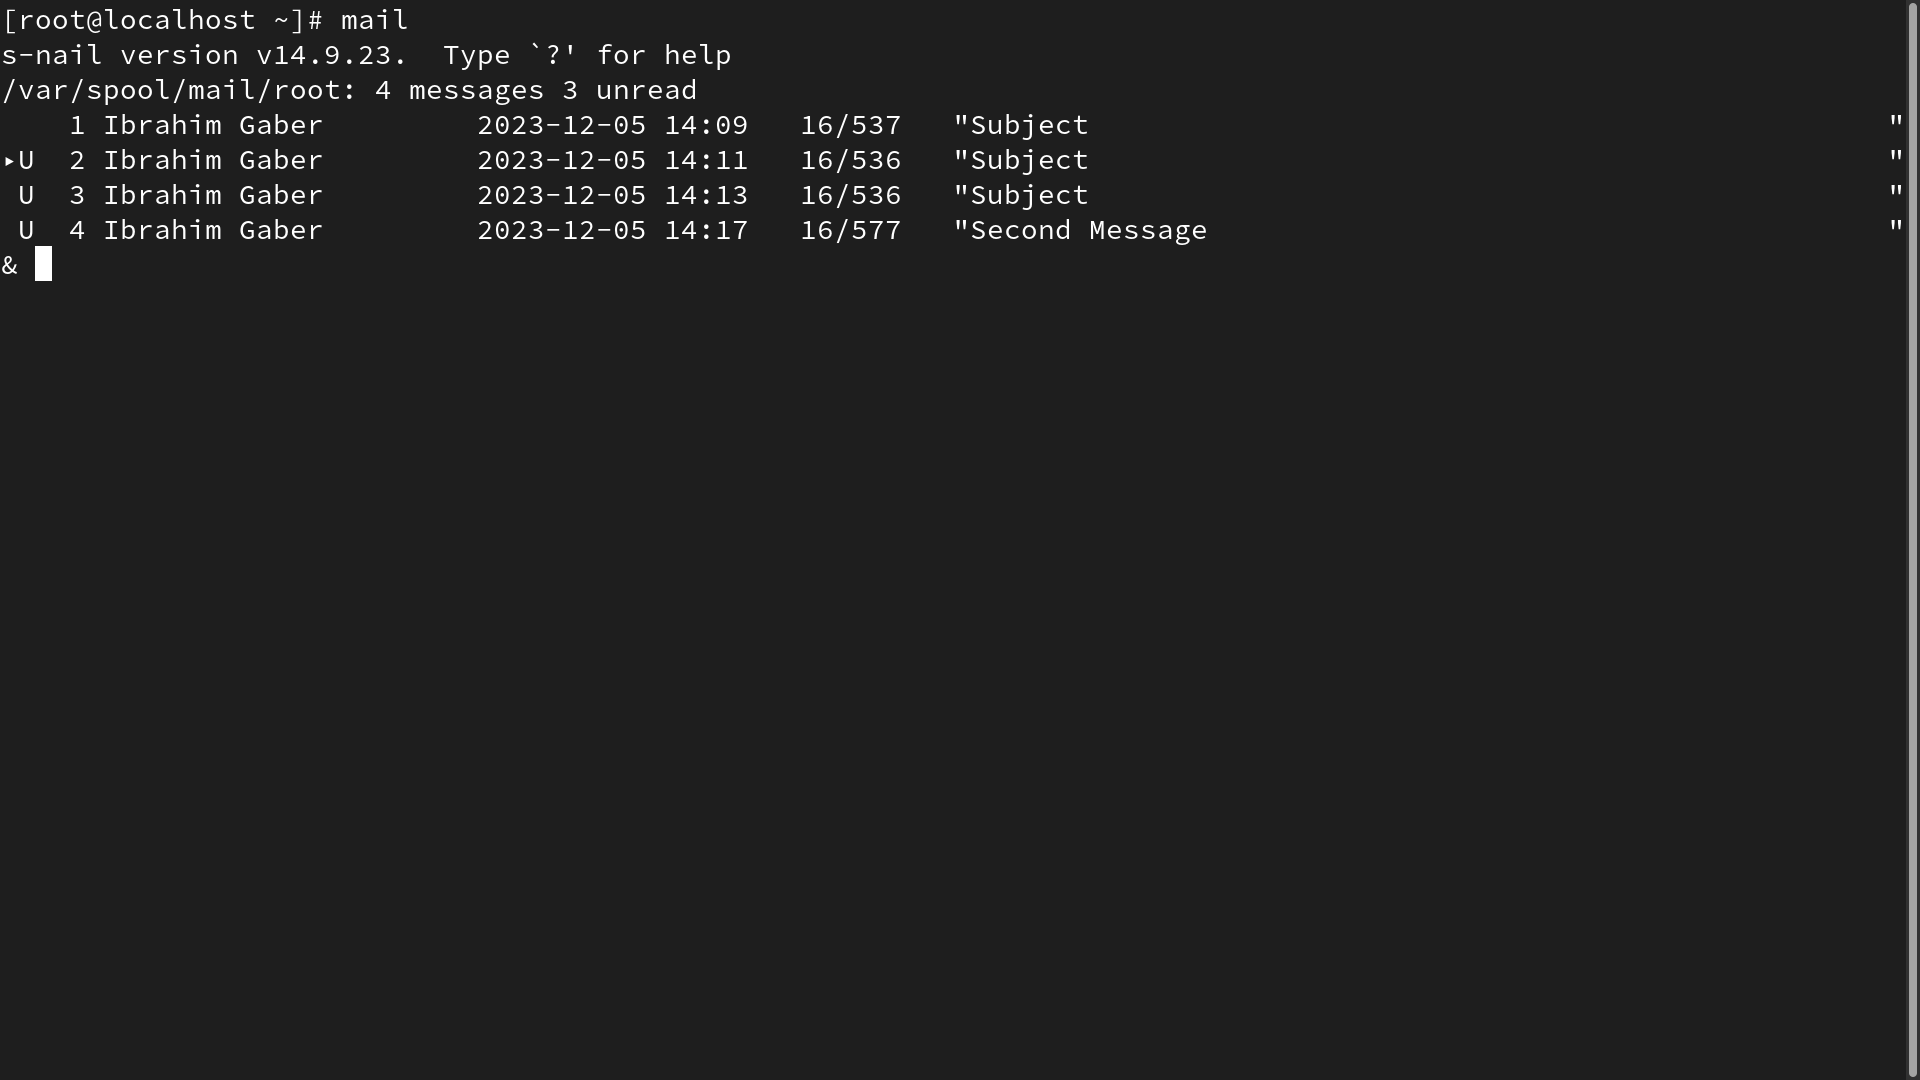 [root@localhost ~]# mail
s-nail version v14.9.23.  Type `?' for help
/var/spool/mail/root: 4 messages 3 unread
    1 Ibrahim Gaber         2023-12-05 14:09   16/537   "Subject                                               "
▸U  2 Ibrahim Gaber         2023-12-05 14:11   16/536   "Subject                                               "
 U  3 Ibrahim Gaber         2023-12-05 14:13   16/536   "Subject                                               "
 U  4 Ibrahim Gaber         2023-12-05 14:17   16/577   "Second Message                                        "
&